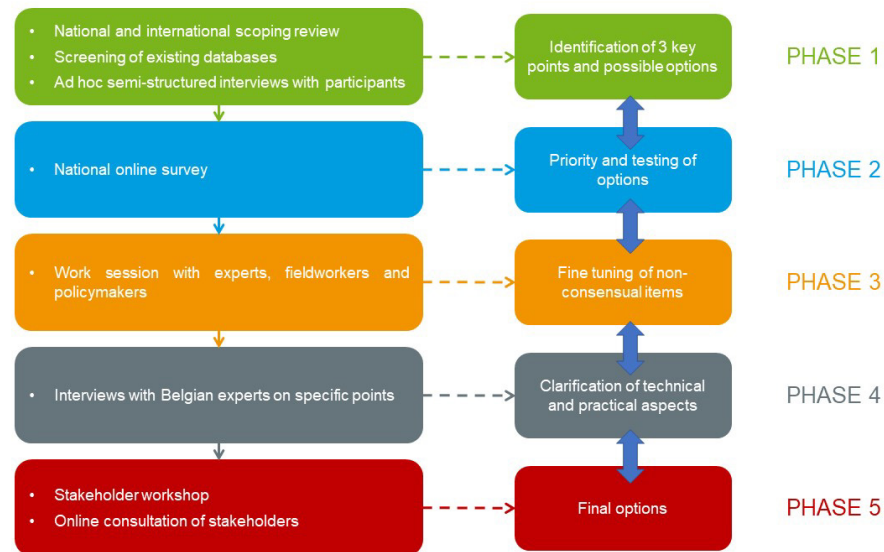 • National and international scoping review
• Screening of existing databases
• Ad hoc semi-structured interviews with participants
Identification of 3 key
points and possible options
PHASE 1
• National online survey
Priority and testing of
options
PHASE 2
• Work session with experts, fieldworkers and
policymakers
Fine tuning of non-
consensual items
PHASE 3
• Interviews with Belgian experts on specific points
Clarification of technical
and practical aspects
PHASE 4
• Stakeholder workshop
• Online consultation of stakeholders
Final options
PHASE 5